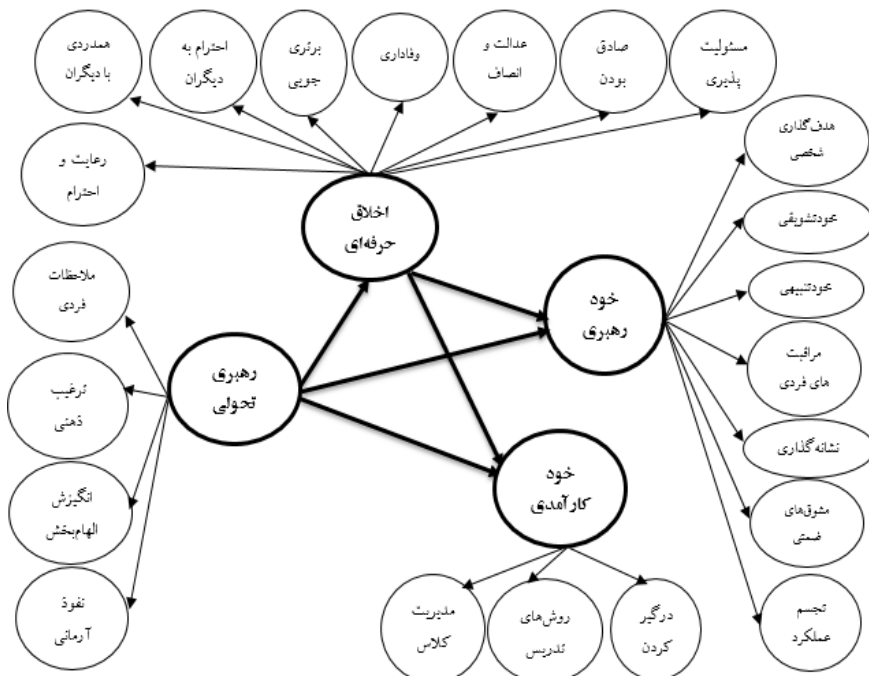 مسئولیت
پذیری
صادق
بودن
عدالت و
انصاف
وفاداری
برتری
جویی
احترام به
دیگران
همدردی
با دیگران
رعایت و
احترام
اخلاق
حرفه‌ای
هدف‌گذاری
شخصی
خودتشویقی
خودتنبیهی
مراقبت
های فردی
نشانه گذاری
مشوق‌های
ضمنی
تجسم
عملکرد
خود
رهبری
رهبری
تحولی
ملاحظات
فردی
ترغیب
ذهنی
انگیزش
الهام‌بخش
نفوذ
آرمانی
خود
کارآمدی
درگیر
کردن
روش‌های
تدریس
مدیریت
کلاس